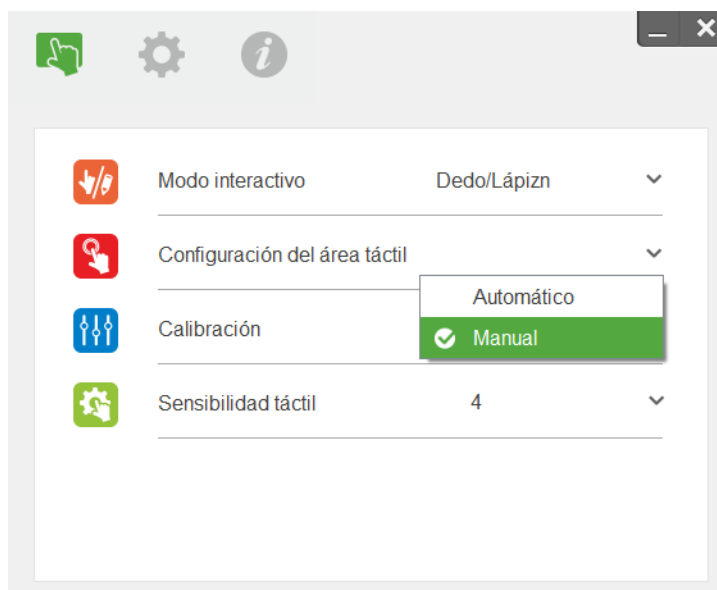 Modo interactivo Dedo/Lápizn
Configuración del área táctil
Automático
Calibración
Manual
Sensibilidad táctil 4